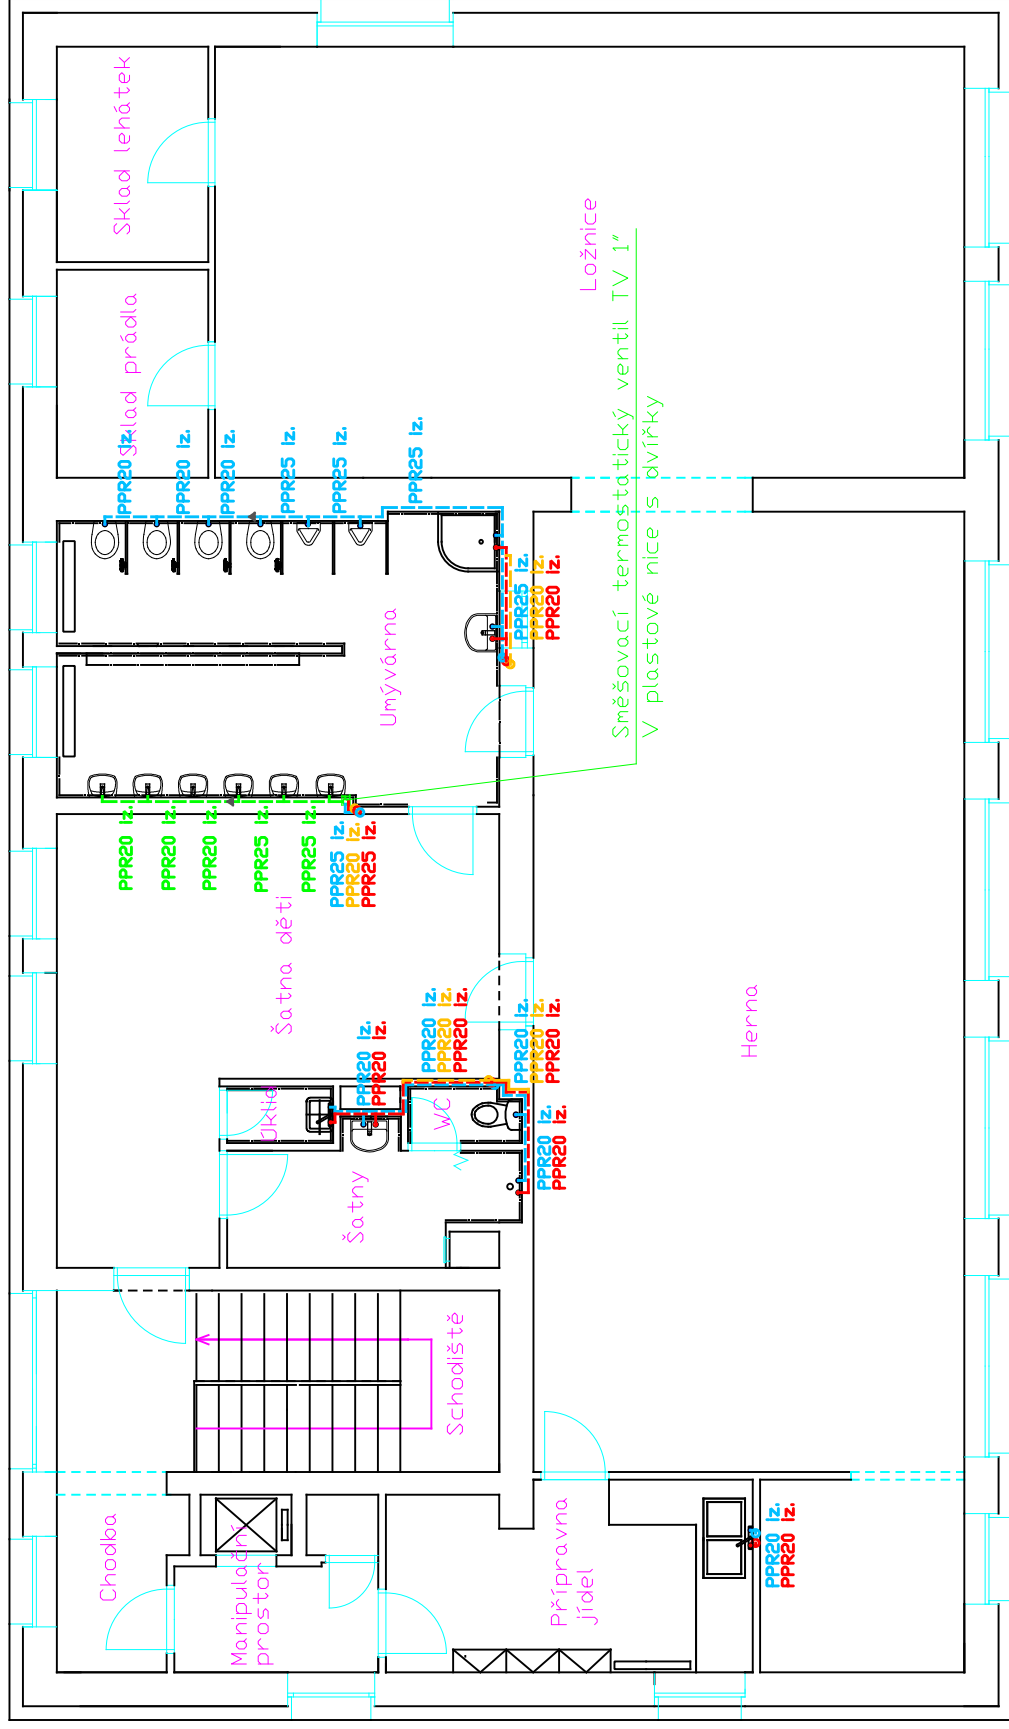 Sklad lehátek
Sklad prádla
Ložnice
Směšovací termostatický ventil TV 1"
V plastové nice s dvířky
PPR20 Iz.
PPR20 Iz.
PPR20 Iz.
PPR25 Iz.
PPR25 Iz.
PPR25 Iz.
PPR25 Iz.
PPR20 Iz.
PPR20 Iz.
Umývárna
PPR20 Iz.
PPR20 Iz.
PPR20 Iz.
PPR25 Iz.
PPR25 Iz.
PPR25 Iz.
PPR20 Iz.
PPR25 Iz.
Šatna děti
Herna
PPR20 Iz.
PPR20 Iz.
PPR20 Iz.
PPR20 Iz.
PPR20 Iz.
PPR20 Iz.
PPR20 Iz.
PPR20 Iz.
Úklid
WC
PPR20 Iz.
PPR20 Iz.
Šatny
Schodiště
Chodba
Manipulační
prostor
Přípravna
jídel
PPR20 Iz.
PPR20 Iz.